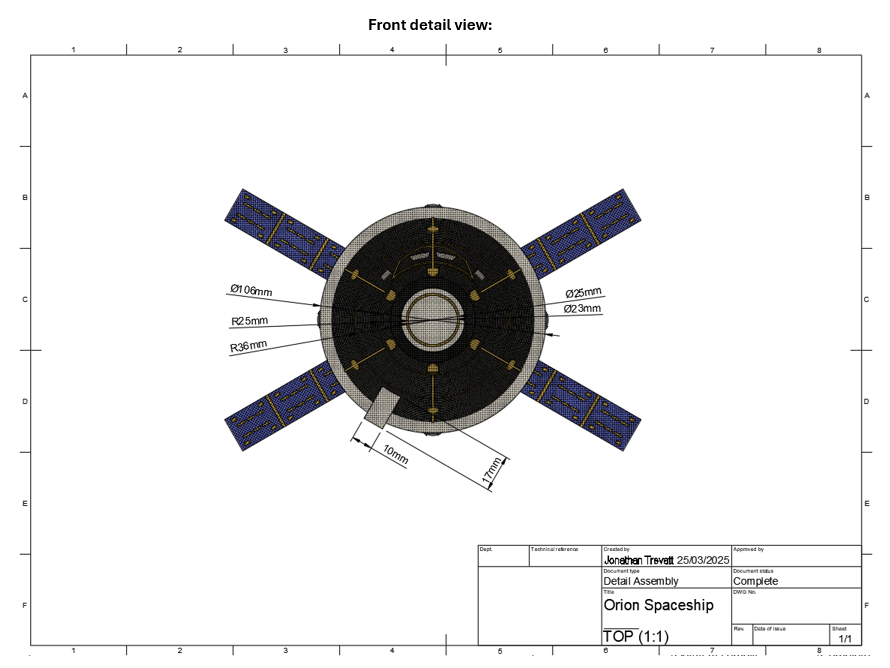 Front detail view:
1 2 3 4 5 6 7 8
A A
B B
C C
D D
E E
F F
Ø106mm
R25mm
R36mm
Ø25mm
Ø23mm
10mm
17mm
Dept.
Technical reference
Created by
Jonathan Trevatt 25/03/2025
Approved by
Document type
Detail Assembly
Document status
Complete
Title
Orion Spaceship
TOP (1:1)
DWG No.
Rev.
Date of issue
Sheet
1/1
1 2 3 4 5 6 7 8